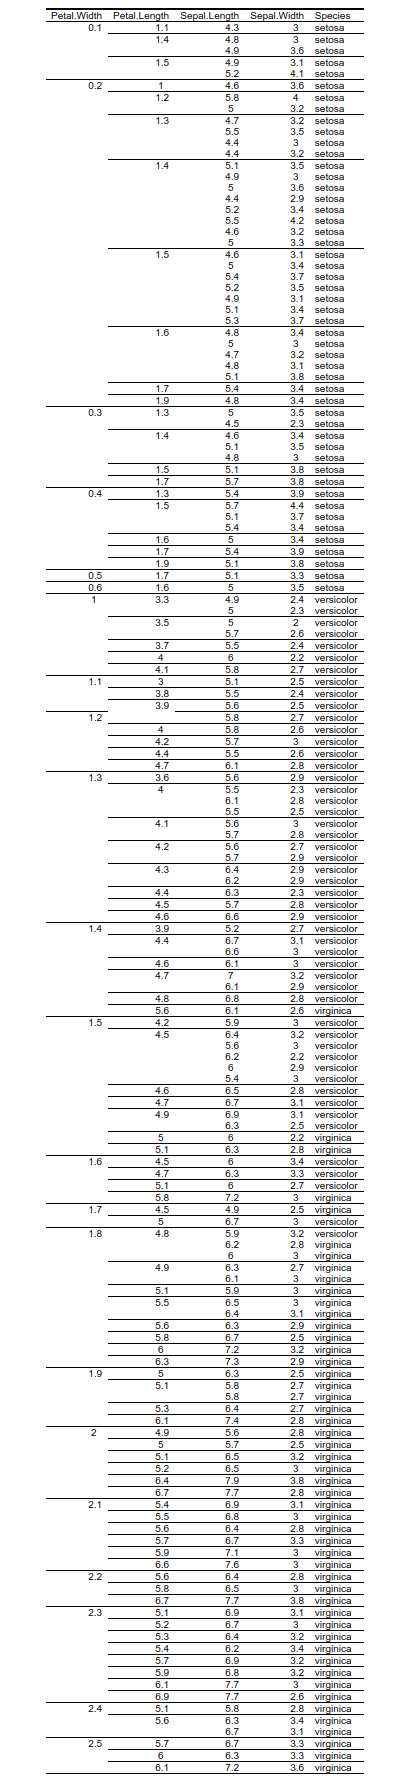 Petal.Width Petal.Length Sepal.Length Sepal.Width Species
0.1 1.1 4.3 3 setosa
1.4 4.8 3 setosa
4.9 3.6 setosa
1.5 4.9 3.1 setosa
5.2 4.1 setosa
0.2 1 4.6 3.6 setosa
1.2 5.8 4 setosa
5 3.2 setosa
1.3 4.7 3.2 setosa
5.5 3.5 setosa
4.4 3 setosa
4.4 3.2 setosa
1.4 5.1 3.5 setosa
4.9 3 setosa
5 3.6 setosa
4.4 2.9 setosa
5.2 3.4 setosa
5.5 4.2 setosa
4.6 3.2 setosa
5 3.3 setosa
1.5 4.6 3.1 setosa
5 3.4 setosa
5.4 3.7 setosa
5.2 3.5 setosa
4.9 3.1 setosa
5.1 3.4 setosa
5.3 3.7 setosa
1.6 4.8 3.4 setosa
5 3 setosa
4.7 3.2 setosa
4.8 3.1 setosa
5.1 3.8 setosa
1.7 5.4 3.4 setosa
1.9 4.8 3.4 setosa
0.3 1.3 5 3.5 setosa
4.5 2.3 setosa
1.4 4.6 3.4 setosa
5.1 3.5 setosa
4.8 3 setosa
1.5 5.1 3.8 setosa
1.7 5.7 3.8 setosa
0.4 1.3 5.4 3.9 setosa
1.5 5.7 4.4 setosa
5.1 3.7 setosa
5.4 3.4 setosa
1.6 5 3.4 setosa
1.7 5.4 3.9 setosa
1.9 5.1 3.8 setosa
0.5 1.7 5.1 3.3 setosa
0.6 1.6 5 3.5 setosa
1 3.3 4.9 2.4 versicolor
5 2.3 versicolor
3.5 5 2 versicolor
5.7 2.6 versicolor
3.7 5.5 2.4 versicolor
4 6 2.2 versicolor
4.1 5.8 2.7 versicolor
1.1 3 5.1 2.5 versicolor
3.8 5.5 2.4 versicolor
3.9 5.6 2.5 versicolor
1.2 5.8 2.7 versicolor
4 5.8 2.6 versicolor
4.2 5.7 3 versicolor
4.4 5.5 2.6 versicolor
4.7 6.1 2.8 versicolor
1.3 3.6 5.6 2.9 versicolor
4 5.5 2.3 versicolor
6.1 2.8 versicolor
5.5 2.5 versicolor
4.1 5.6 3 versicolor
5.7 2.8 versicolor
4.2 5.6 2.7 versicolor
5.7 2.9 versicolor
4.3 6.4 2.9 versicolor
6.2 2.9 versicolor
4.4 6.3 2.3 versicolor
4.5 5.7 2.8 versicolor
4.6 6.6 2.9 versicolor
1.4 3.9 5.2 2.7 versicolor
4.4 6.7 3.1 versicolor
6.6 3 versicolor
4.6 6.1 3 versicolor
4.7 7 3.2 versicolor
6.1 2.9 versicolor
4.8 6.8 2.8 versicolor
5.6 6.1 2.6 virginica
1.5 4.2 5.9 3 versicolor
4.5 6.4 3.2 versicolor
5.6 3 versicolor
6.2 2.2 versicolor
6 2.9 versicolor
5.4 3 versicolor
4.6 6.5 2.8 versicolor
4.7 6.7 3.1 versicolor
4.9 6.9 3.1 versicolor
6.3 2.5 versicolor
5 6 2.2 virginica
5.1 6.3 2.8 virginica
1.6 4.5 6 3.4 versicolor
4.7 6.3 3.3 versicolor
5.1 6 2.7 versicolor
5.8 7.2 3 virginica
1.7 4.5 4.9 2.5 virginica
5 6.7 3 versicolor
1.8 4.8 5.9 3.2 versicolor
6.2 2.8 virginica
6 3 virginica
4.9 6.3 2.7 virginica
6.1 3 virginica
5.1 5.9 3 virginica
5.5 6.5 3 virginica
6.4 3.1 virginica
5.6 6.3 2.9 virginica
5.8 6.7 2.5 virginica
6 7.2 3.2 virginica
6.3 7.3 2.9 virginica
1.9 5 6.3 2.5 virginica
5.1 5.8 2.7 virginica
5.8 2.7 virginica
5.3 6.4 2.7 virginica
6.1 7.4 2.8 virginica
2 4.9 5.6 2.8 virginica
5 5.7 2.5 virginica
5.1 6.5 3.2 virginica
5.2 6.5 3 virginica
6.4 7.9 3.8 virginica
6.7 7.7 2.8 virginica
2.1 5.4 6.9 3.1 virginica
5.5 6.8 3 virginica
5.6 6.4 2.8 virginica
5.7 6.7 3.3 virginica
5.9 7.1 3 virginica
6.6 7.6 3 virginica
2.2 5.6 6.4 2.8 virginica
5.8 6.5 3 virginica
6.7 7.7 3.8 virginica
2.3 5.1 6.9 3.1 virginica
5.2 6.7 3 virginica
5.3 6.4 3.2 virginica
5.4 6.2 3.4 virginica
5.7 6.9 3.2 virginica
5.9 6.8 3.2 virginica
6.1 7.7 3 virginica
6.9 7.7 2.6 virginica
2.4 5.1 5.8 2.8 virginica
5.6 6.3 3.4 virginica
6.7 3.1 virginica
2.5 5.7 6.7 3.3 virginica
6 6.3 3.3 virginica
6.1 7.2 3.6 virginica